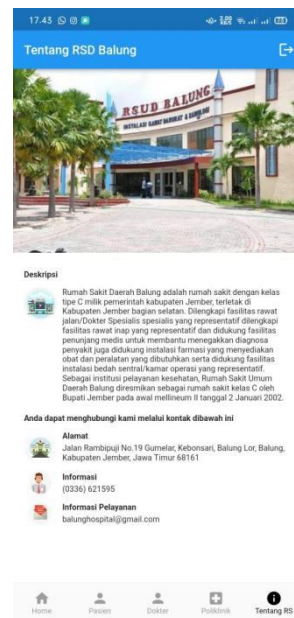 17.43
Tentang RSD Balung
RSUD BALUNG
INSTALASI GAWAT DARURAT &
Deskripsi
Rumah Sakit Daerah Balung adalah rumah sakit dengan kelas
tipe C milik pemerintah kabupaten Jember, terletak di
Kabupaten Jember bagian selatan. Dilengkapi fasilitas rawat
jalan/Dokter Spesialis spesialis yang representatif dilengkapi
fasilitas rawat inap yang representatif dan didukung fasilitas
penunjang medis untuk membantu menegakkan diagnosa
penyakit juga didukung instalasi farmasi yang menyediakan
obat dan peralatan yang dibutuhkan serta didukung fasilitas
instalasi bedah sentral/kamar operasi yang representatif.
Sebagai institusi pelayanan kesehatan, Rumah Sakit Umum
Daerah Balung diresmikan sebagai rumah sakit kelas C oleh
Bupati Jember pada awal mellineum II tanggal 2 Januari 2002.
Anda dapat menghubungi kami melalui kontak dibawah ini
Alamat
Jalan Rambipuji No.19 Gumelar, Kebonsari, Balung Lor, Balung,
Kabupaten Jember, Jawa Timur 68161
Informasi
(0336) 621595
Informasi Pelayanan
balunghospital@gmail.com
Home Pasien Dokter Poliklinik Tentang RS